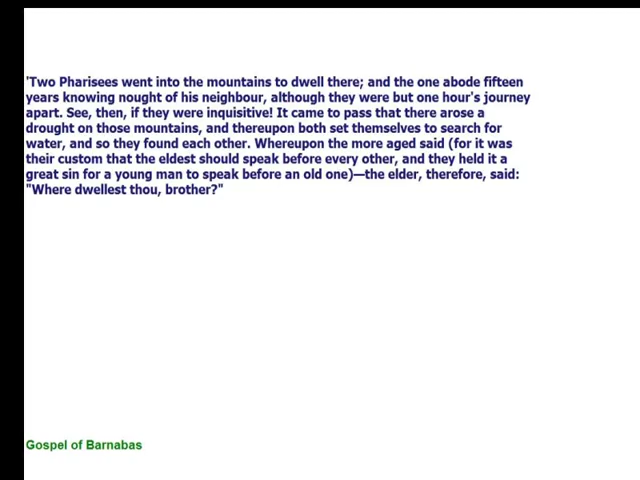 'Two Pharisees went into the mountains to dwell there; and the one abode fifteen
years knowing nought of his neighbour, although they were but one hour's journey
apart. See, then, if they were inquisitive! It came to pass that there arose a
drought on those mountains, and thereupon both set themselves to search for
water, and so they found each other. Whereupon the more aged said (for it was
their custom that the eldest should speak before every other, and they held it a
great sin for a young man to speak before an old one)—the elder, therefore, said:
"Where dwellest thou, brother?"
Gospel of Barnabas